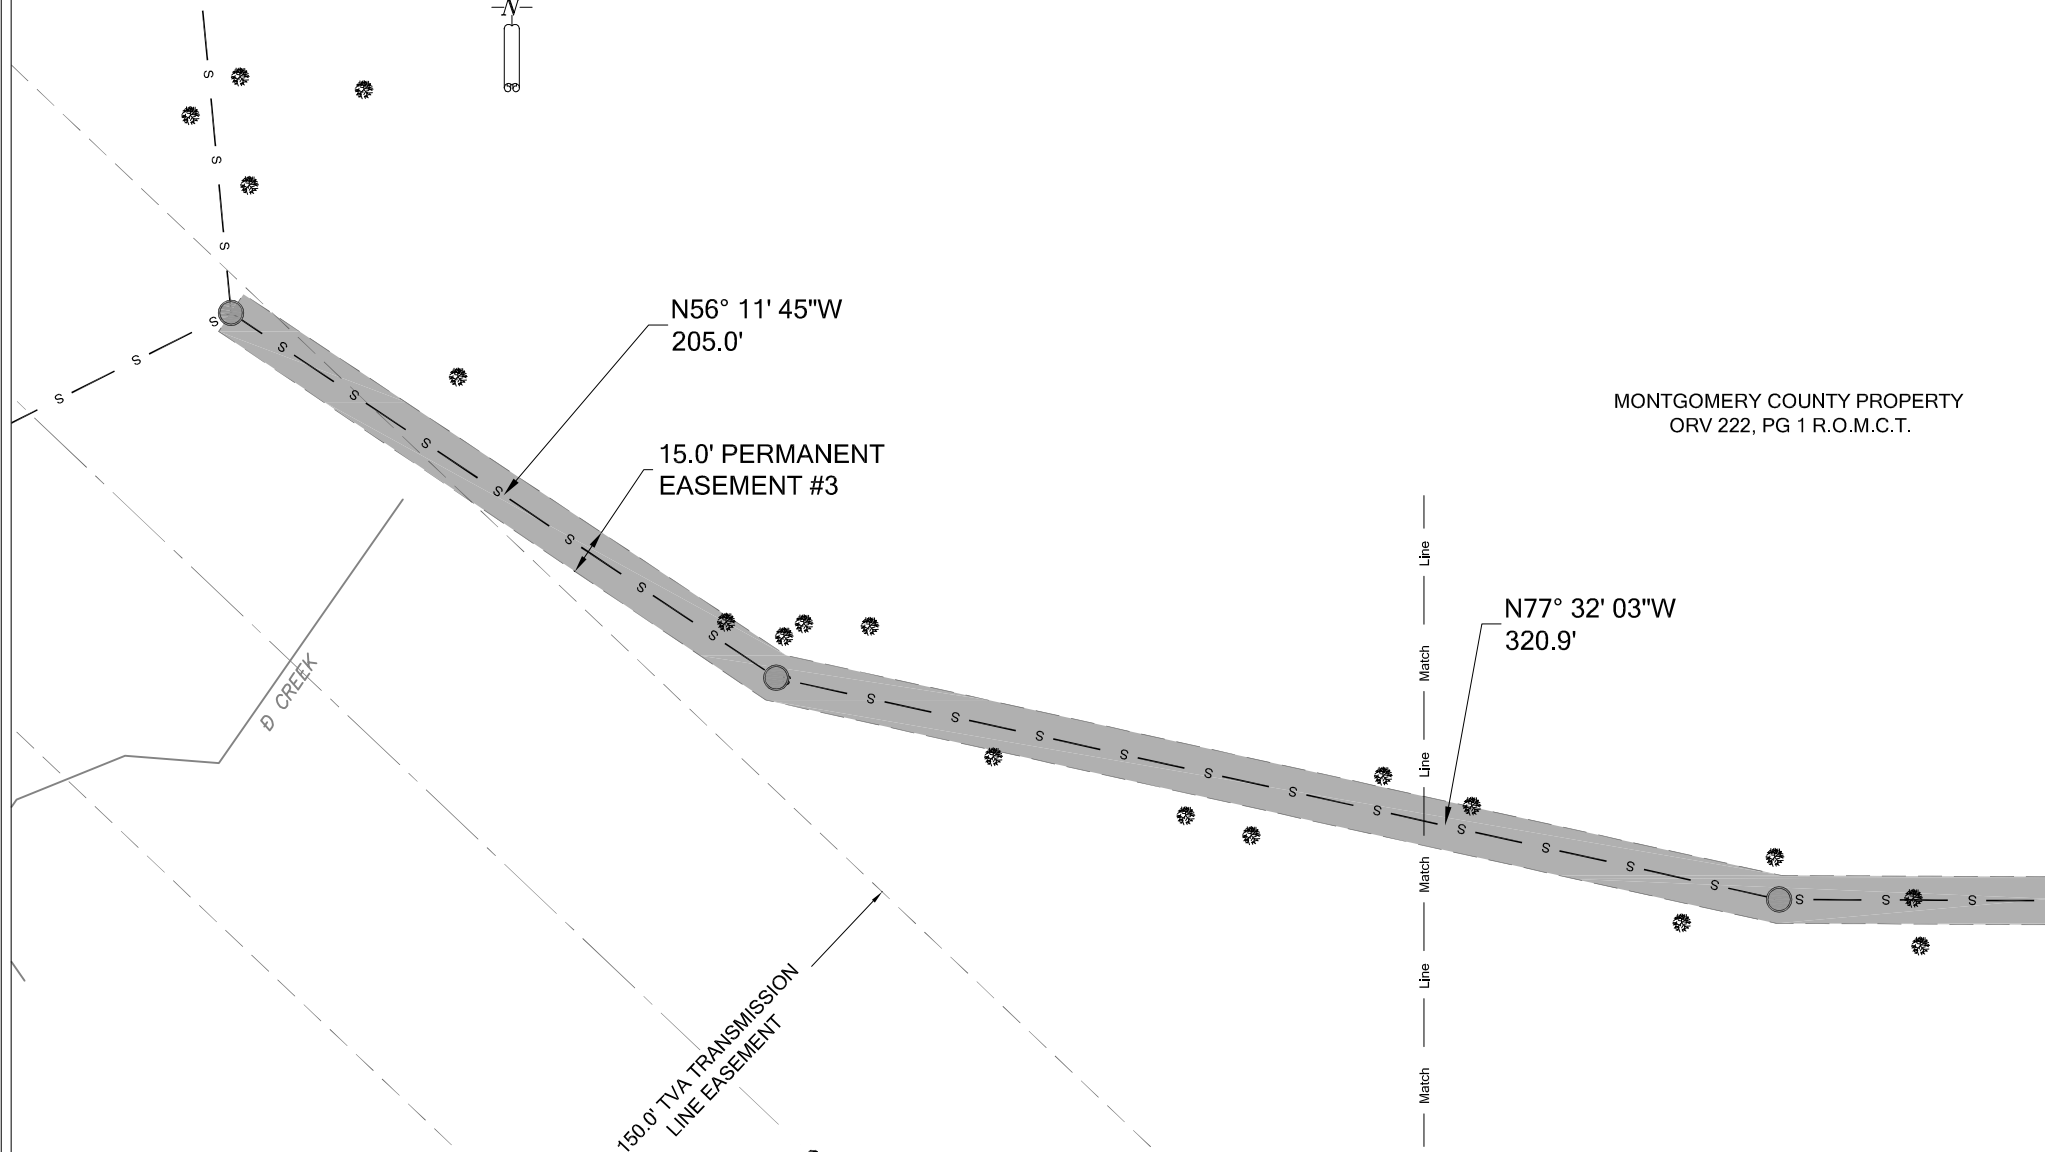 N
N56° 11' 45"W
205.0'
15.0' PERMANENT
EASEMENT #3
MONTGOMERY COUNTY PROPERTY
ORV 222, PG 1 R.O.M.C.T.
N77° 32' 03"W
320.9'
Đ CREEK
150.0' TVA TRANSMISSION
LINE EASEMENT
Match Line Match Line Match Line
S S S
S S S
S S S S S S S
S S S S S S S S S S S
S S S